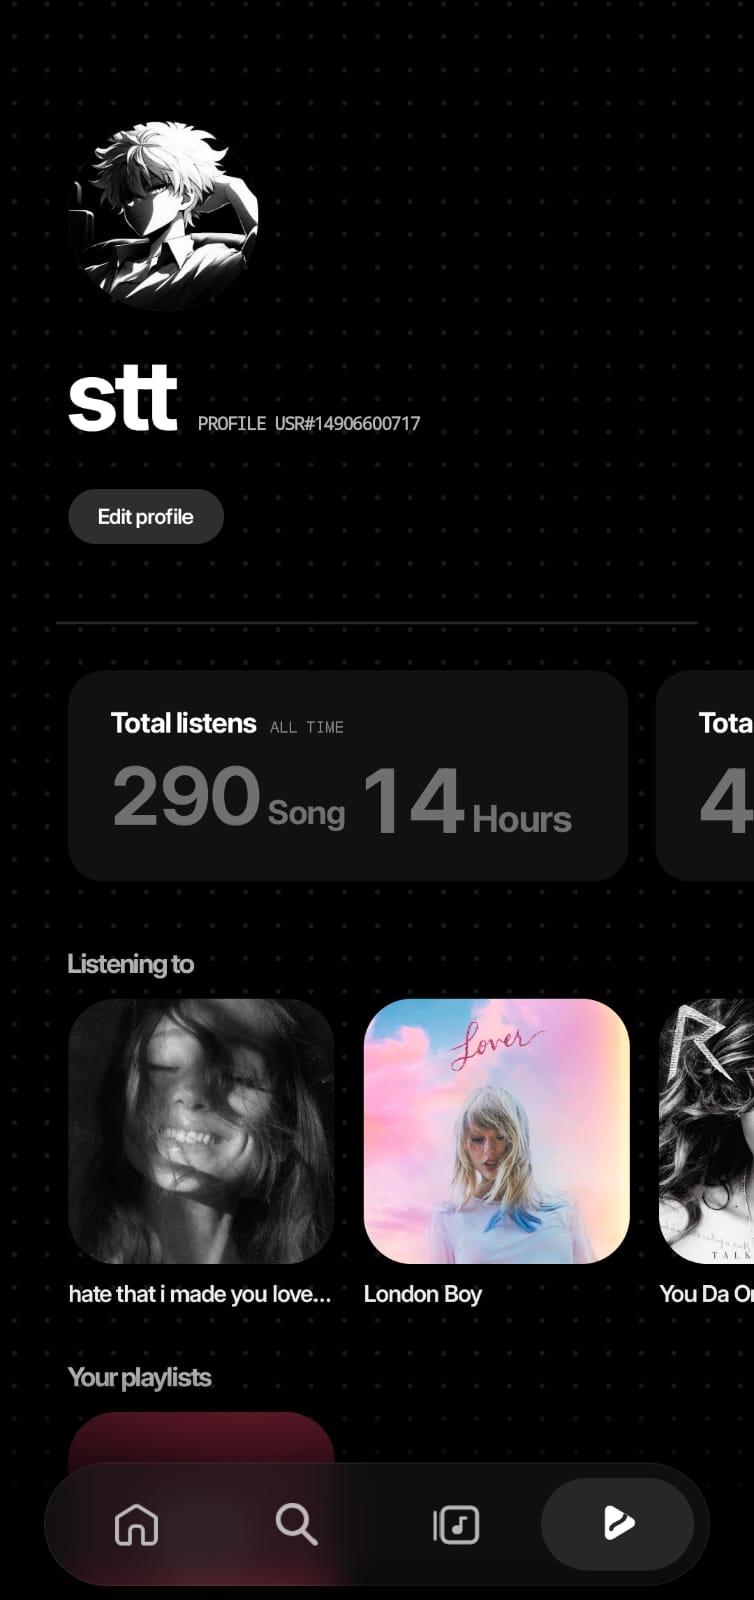 stt PROFILE USR#14906600717
Edit profile
Total listens ALL TIME
290 Song 14 Hours
Tota
4
Listening to
Lover
R
TALK
hate that i made you love...
London Boy
You Da O
Your playlists